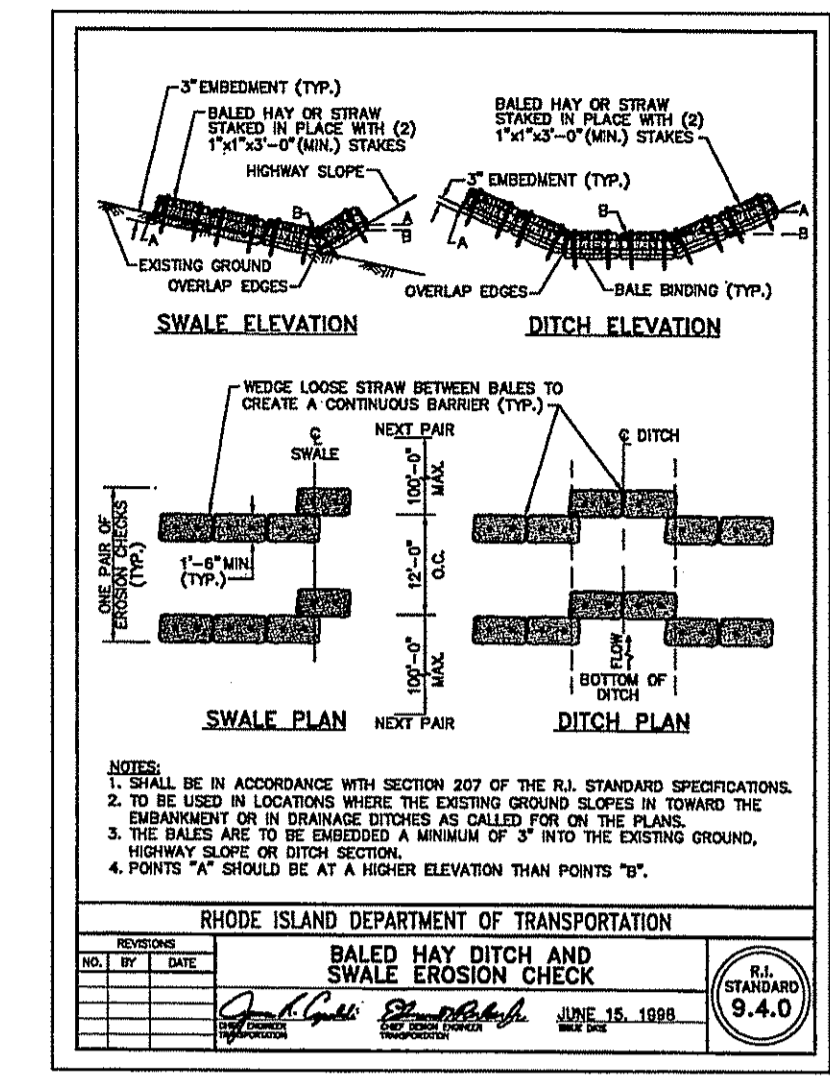 3" EMBEDMENT (TYP.)
BALED HAY OR STRAW
STAKED IN PLACE WITH (2)
1"x1"x3'-0" (MIN.) STAKES
HIGHWAY SLOPE
B
A
B
A
EXISTING GROUND
OVERLAP EDGES
SWALE ELEVATION
BALED HAY OR STRAW
STAKED IN PLACE WITH (2)
1"x1"x3'-0" (MIN.) STAKES
3" EMBEDMENT (TYP.)
B
A
A
B
OVERLAP EDGES
BALE BINDING (TYP.)
DITCH ELEVATION
WEDGE LOOSE STRAW BETWEEN BALES TO
CREATE A CONTINUOUS BARRIER (TYP.)
℄
SWALE
NEXT PAIR
100'-0"
MAX.
℄ DITCH
ONE PAIR OF
EROSION CHECKS
(TYP.)
1'-6" MIN.
(TYP.)
12'-0"
O.C.
100'-0"
MAX.
FLOW
BOTTOM OF
DITCH
SWALE PLAN
NEXT PAIR
DITCH PLAN
NOTES:
1. SHALL BE IN ACCORDANCE WITH SECTION 207 OF THE R.I. STANDARD SPECIFICATIONS.
2. TO BE USED IN LOCATIONS WHERE THE EXISTING GROUND SLOPES IN TOWARD THE
EMBANKMENT OR IN DRAINAGE DITCHES AS CALLED FOR ON THE PLANS.
3. THE BALES ARE TO BE EMBEDDED A MINIMUM OF 3" INTO THE EXISTING GROUND,
HIGHWAY SLOPE OR DITCH SECTION.
4. POINTS "A" SHOULD BE AT A HIGHER ELEVATION THAN POINTS "B".
RHODE ISLAND DEPARTMENT OF TRANSPORTATION
REVISIONS
NO. BY DATE
BALED HAY DITCH AND
SWALE EROSION CHECK
R.I.
STANDARD
9.4.0
JUNE 15, 1998
CHIEF ENGINEER
TRANSPORTATION
CHIEF DESIGN ENGINEER
TRANSPORTATION
ISSUE DATE